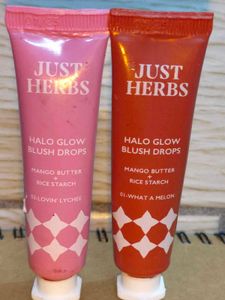 JUST
HERBS
HALO GLOW
BLUSH DROPS
MANGO BUTTER
+
RICE STARCH
02-LOVIN' LYCHEE
JUST
HERBS
HALO GLOW
BLUSH DROPS
MANGO BUTTER
+
RICE STARCH
01-WHAT A MELON